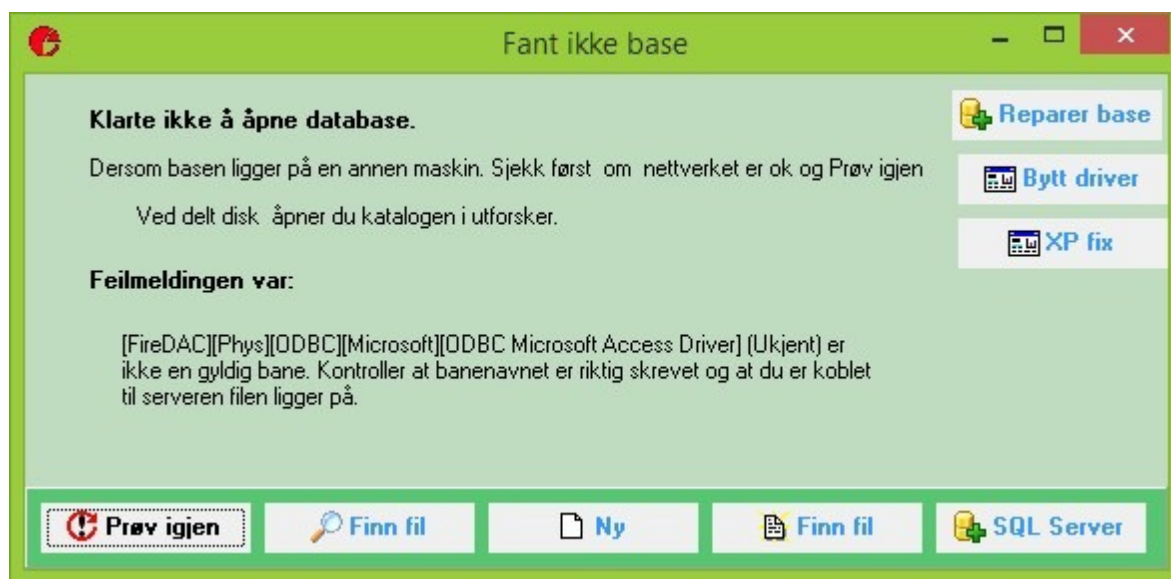 Fant ikke base
Klarte ikke å åpne database.
Dersom basen ligger på en annen maskin. Sjekk først om nettverket er ok og Prøv igjen
Ved delt disk åpner du katalogen i utforsker.
Feilmeldingen var:
[FireDAC][Phys][ODBC][Microsoft][ODBC Microsoft Access Driver] (Ukjent) er
ikke en gyldig bane. Kontroller at banenavnet er riktig skrevet og at du er koblet
til serveren filen ligger på.
Reparer base
Bytt driver
XP fix
Prøv igjen
Finn fil
Ny
Finn fil
SQL Server